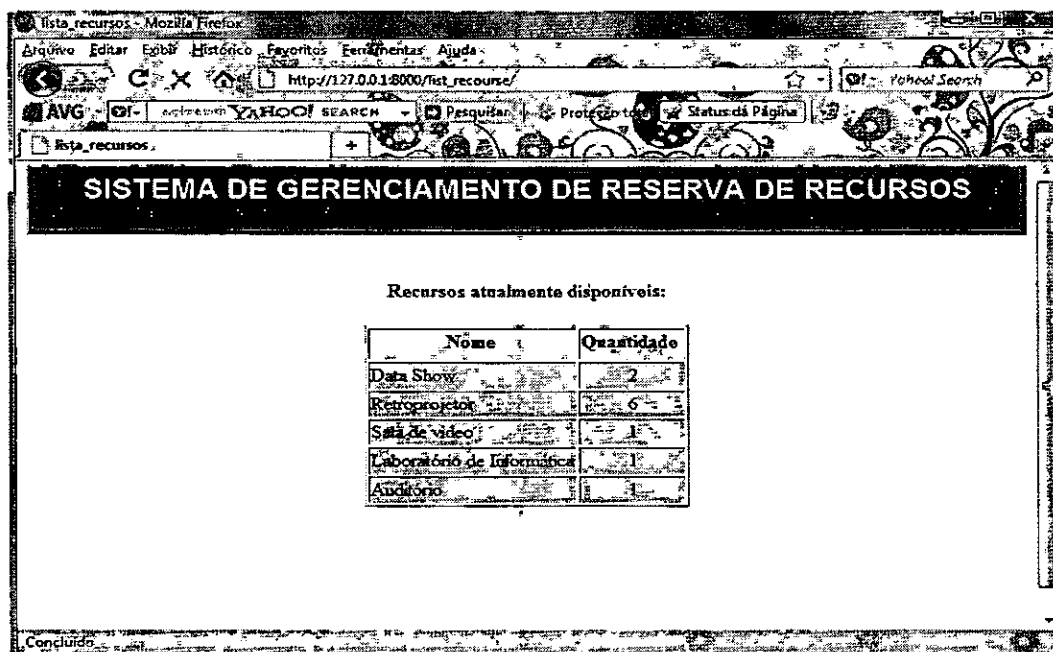 lista_recursos - Mozilla Firefox
Arquivo Editar Exibir Histórico Favoritos Ferramentas Ajuda
http://127.0.0.1:8000/list_recourse/
Yahoo! Search
AVG YAHOO! SEARCH Pesquisar Status da Página
lista_recursos
SISTEMA DE GERENCIAMENTO DE RESERVA DE RECURSOS
Recursos atualmente disponíveis:
Nome Quantidade
Data Show 2
Retroprojetor 6
Sala de vídeo 1
Laboratório de Informática 1
Auditório 1
Concluído